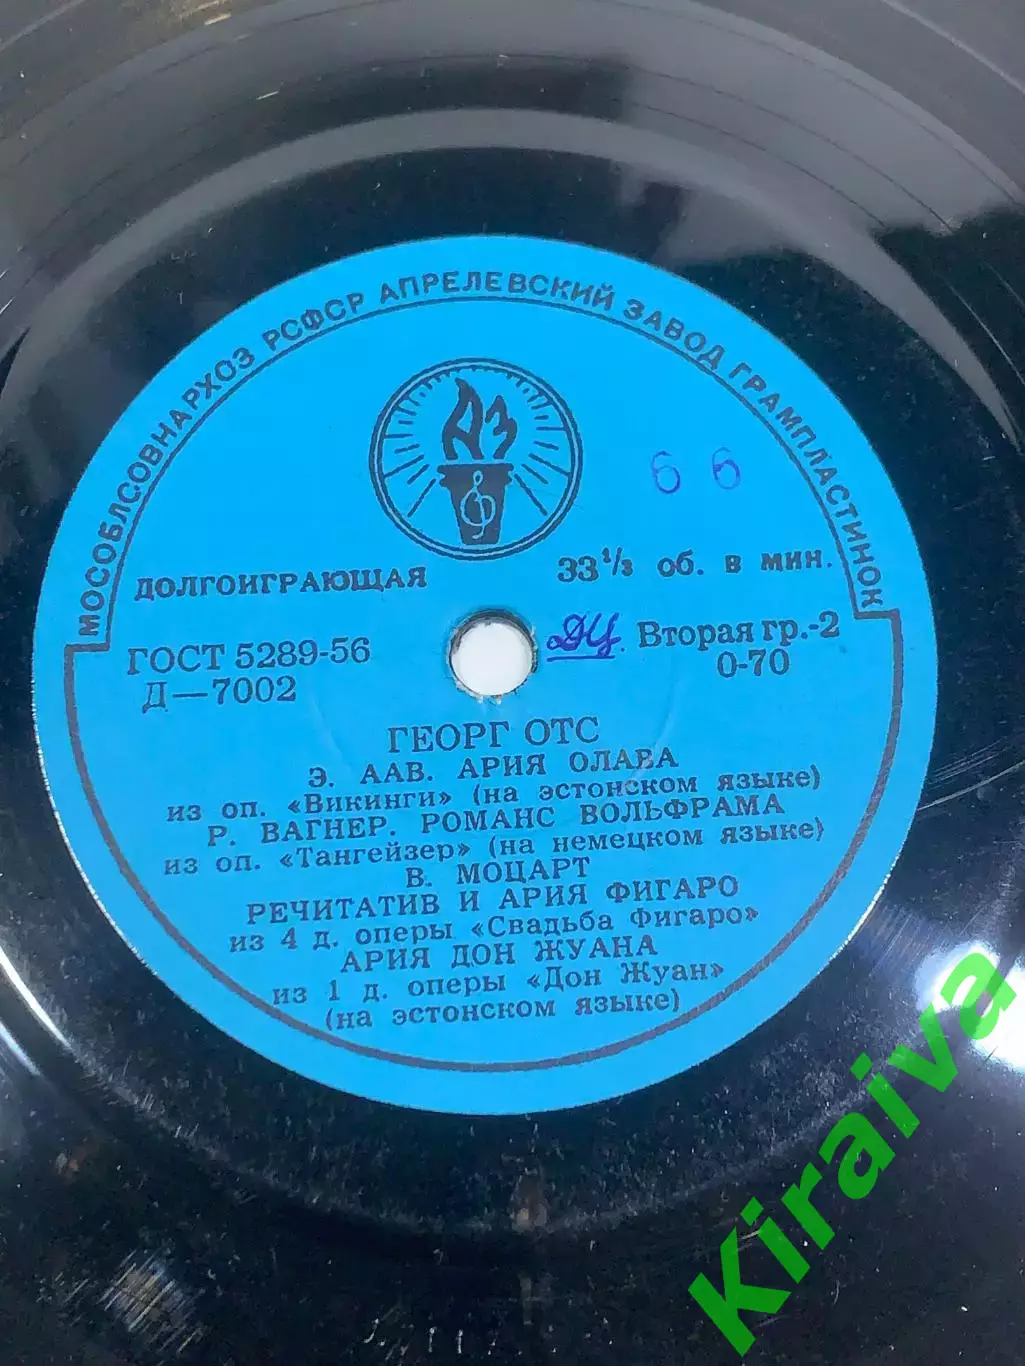 МОСОБЛСОВНАРХОЗ РСФСР АПРЕЛЕВСКИЙ ЗАВОД ГРАМПЛАСТИНОК
АЗ
6 6
ДОЛГОИГРАЮЩАЯ
33 1/3 об. в мин.
ГОСТ 5289-56
Д—7002
ДЦ
Вторая гр.-2
0-70
ГЕОРГ ОТС
Э. ААВ. АРИЯ ОЛАВА
из оп. «Викинги» (на эстонском языке)
Р. ВАГНЕР. РОМАНС ВОЛЬФРАМА
из оп. «Тангейзер» (на немецком языке)
В. МОЦАРТ
РЕЧИТАТИВ И АРИЯ ФИГАРО
из 4 д. оперы «Свадьба Фигаро»
АРИЯ ДОН ЖУАНА
из 1 д. оперы «Дон Жуан»
(на эстонском языке)
Kiraiva